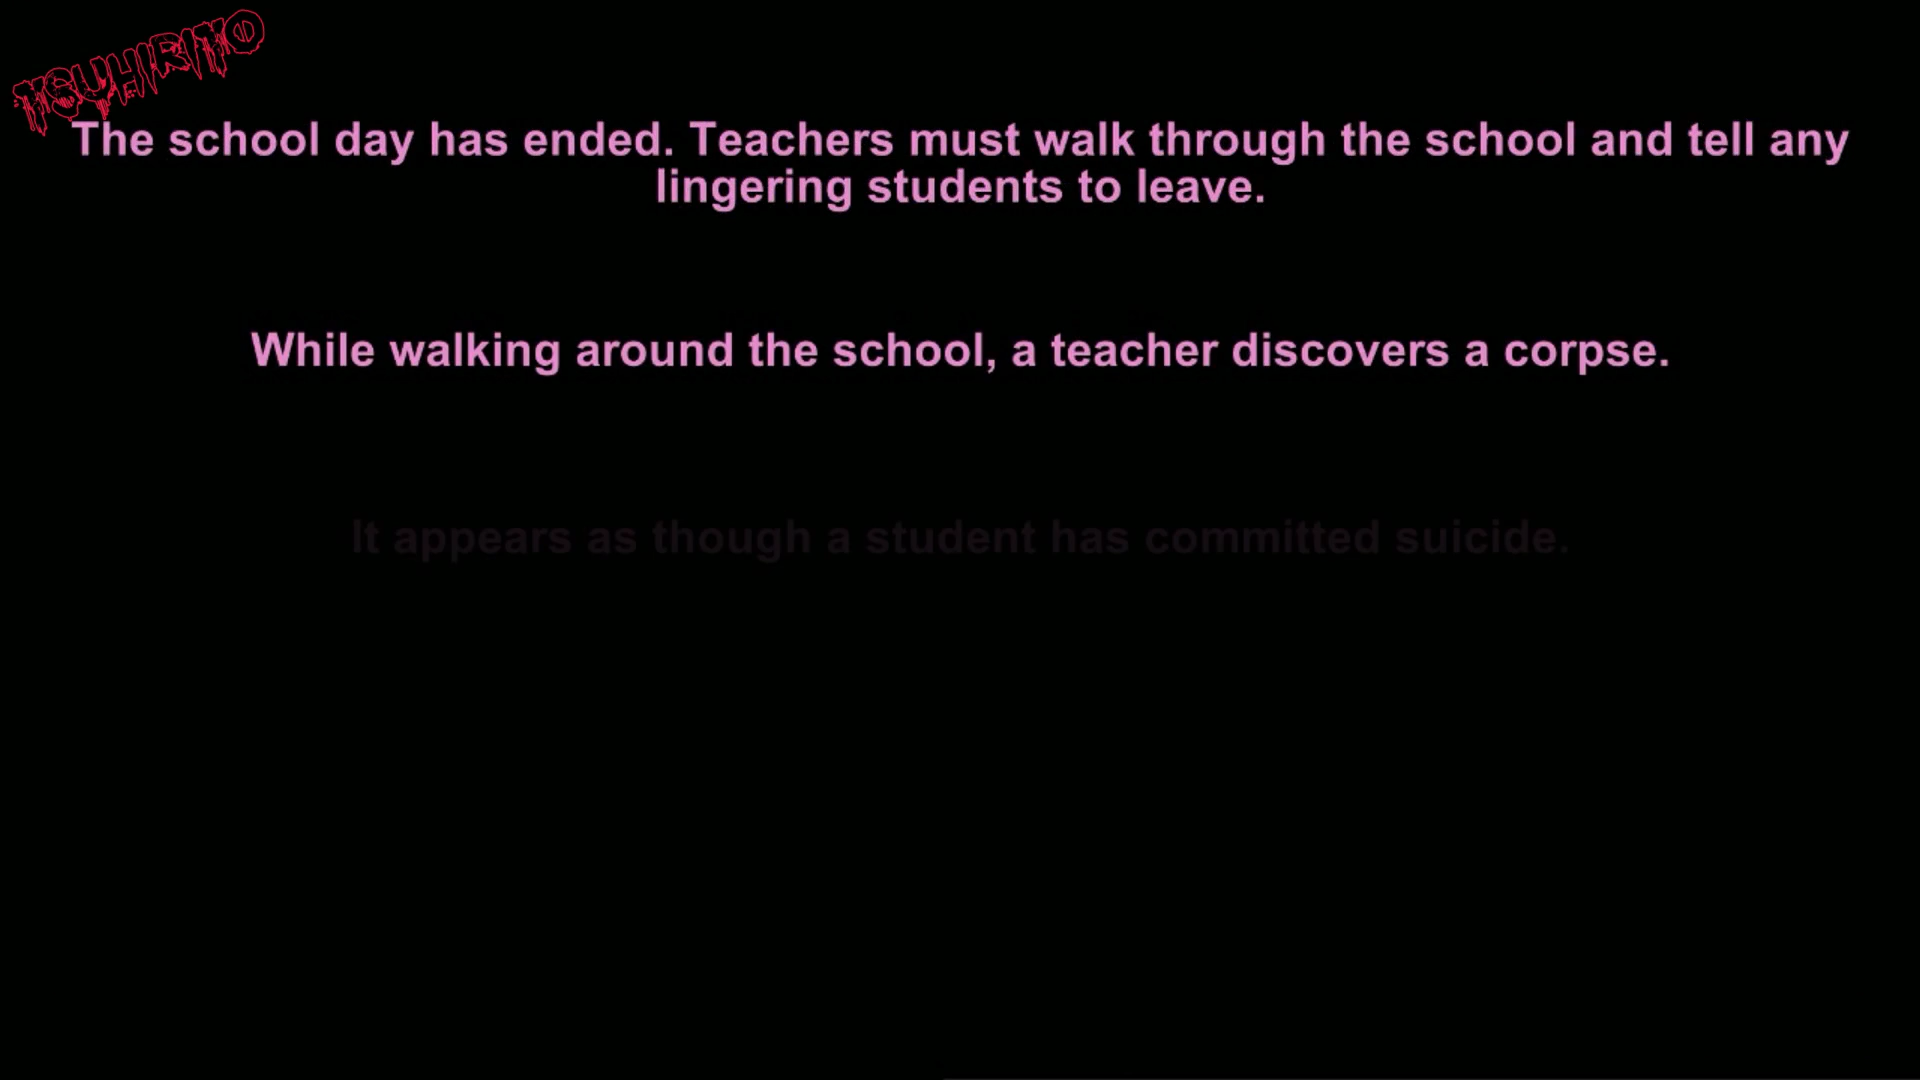 TSUHIRITO
The school day has ended. Teachers must walk through the school and tell any
lingering students to leave.
While walking around the school, a teacher discovers a corpse.
It appears as though a student has committed suicide.